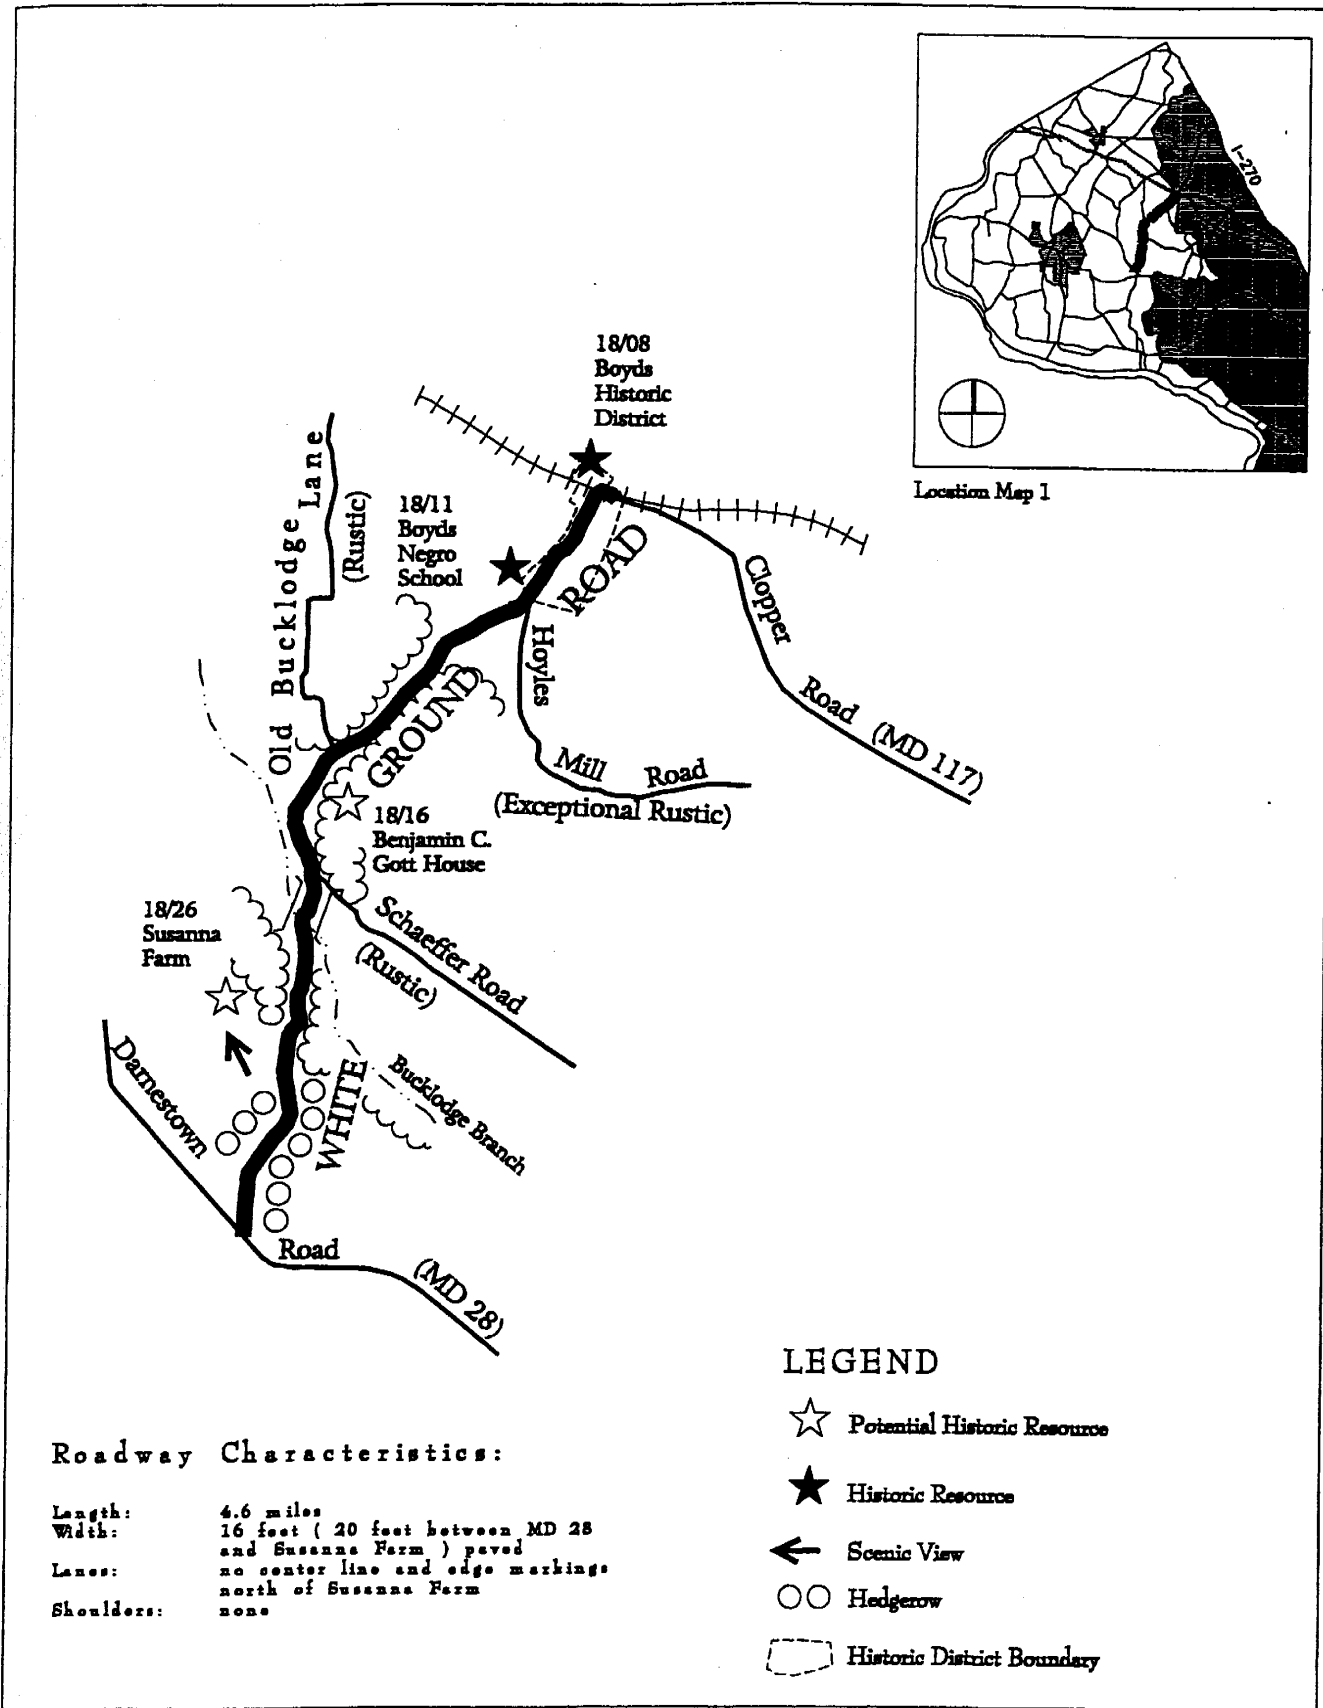 I-270
Location Map 1
18/08
Boyds
Historic
District
Old Bucklodge Lane
(Rustic)
18/11
Boyds
Negro
School
WHITE GROUND ROAD
Clopper Road (MD 117)
Hoyles Mill Road
(Exceptional Rustic)
18/16
Benjamin C.
Gott House
18/26
Susanna
Farm
Schaeffer Road
(Rustic)
Bucklodge Branch
Darnestown Road (MD 28)
LEGEND
Potential Historic Resource
Historic Resource
Scenic View
Hedgerow
Historic District Boundary
Roadway Characteristics:
Length: 4.6 miles
Width: 16 feet ( 20 feet between MD 28
and Susanna Farm ) paved
Lanes: no center line and edge markings
north of Susanna Farm
Shoulders: none